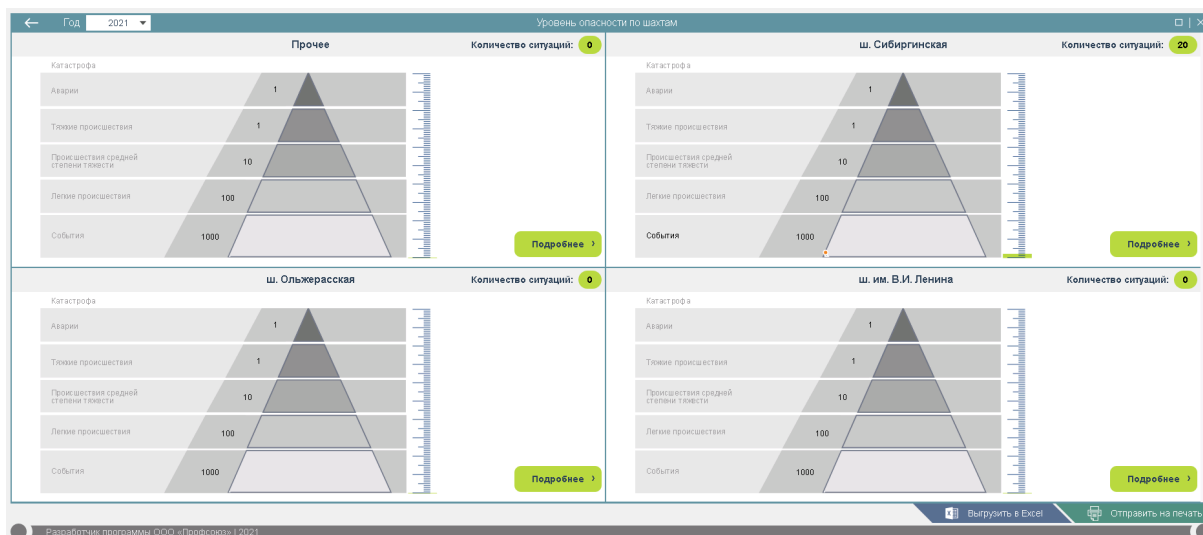 Год 2021 Уровень опасности по шахтам
Прочее Количество ситуаций: 0
Катастрофа
Аварии 1
Тяжкие происшествия 1
Происшествия средней
степени тяжести 10
Легкие происшествия 100
События 1000
Подробнее
ш. Сибиргинская Количество ситуаций: 20
Катастрофа
Аварии 1
Тяжкие происшествия 1
Происшествия средней
степени тяжести 10
Легкие происшествия 100
События 1000
Подробнее
ш. Ольжерасская Количество ситуаций: 0
Катастрофа
Аварии 1
Тяжкие происшествия 1
Происшествия средней
степени тяжести 10
Легкие происшествия 100
События 1000
Подробнее
ш. им. В.И. Ленина Количество ситуаций: 0
Катастрофа
Аварии 1
Тяжкие происшествия 1
Происшествия средней
степени тяжести 10
Легкие происшествия 100
События 1000
Подробнее
Выгрузить в Excel Отправить на печать
Разработчик программы ООО «Профсоюз» | 2021